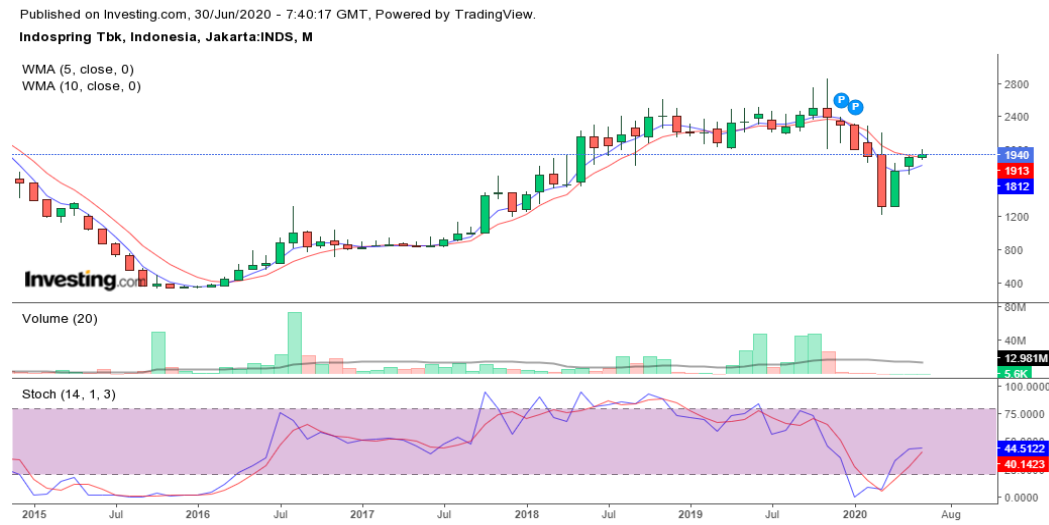 Published on Investing.com, 30/Jun/2020 - 7:40:17 GMT, Powered by TradingView.
Indospring Tbk, Indonesia, Jakarta:INDS, M
WMA (5, close, 0)
WMA (10, close, 0)
P P
2800
2400
1940
1913
1812
1200
800
400
Investing.com
Volume (20)
80M
40M
12.981M
5.6K
Stoch (14, 1, 3)
100.0000
75.0000
44.5122
40.1423
0.0000
2015 Jul 2016 Jul 2017 Jul 2018 Jul 2019 Jul 2020 Aug